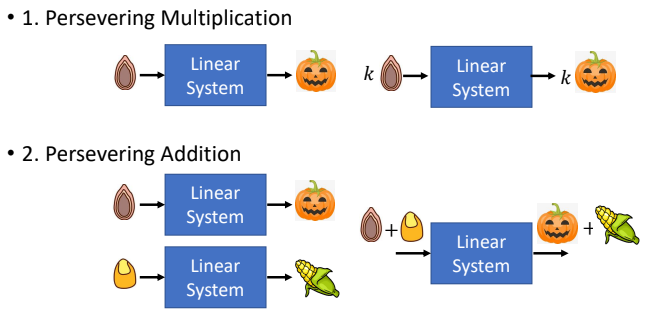 • 1. Persevering Multiplication
Linear
System
k
Linear
System
k
• 2. Persevering Addition
Linear
System
Linear
System
+
Linear
System
+